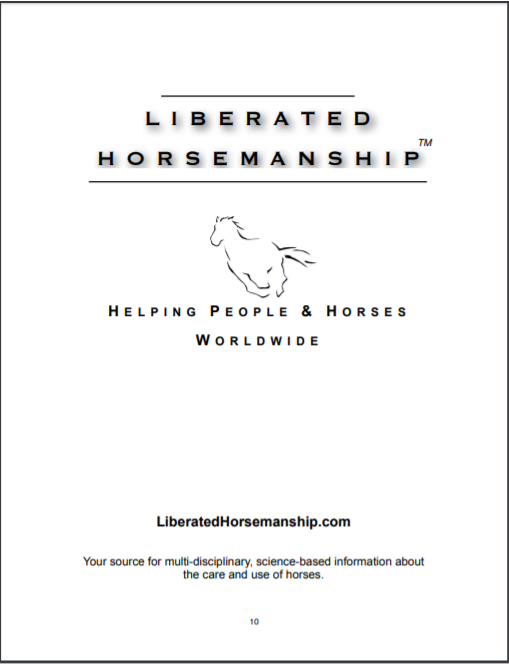 LIBERATED
HORSEMANSHIP™
HELPING PEOPLE & HORSES
WORLDWIDE
LiberatedHorsemanship.com
Your source for multi-disciplinary, science-based information about
the care and use of horses.
10